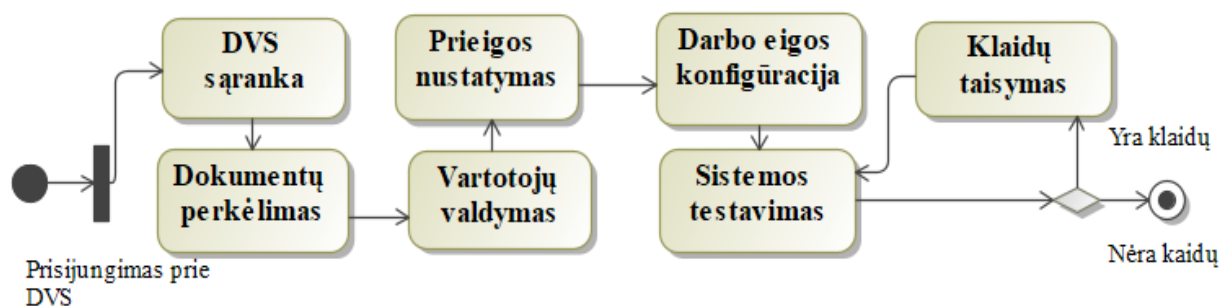 DVS
sąranka
Dokumentų
perkėlimas
Prieigos
nustatymas
Vartotojų
valdymas
Darbo eigos
konfigūracija
Sistemos
testavimas
Klaidų
taisymas
Yra klaidų
Nėra kaidų
Prisijungimas prie
DVS